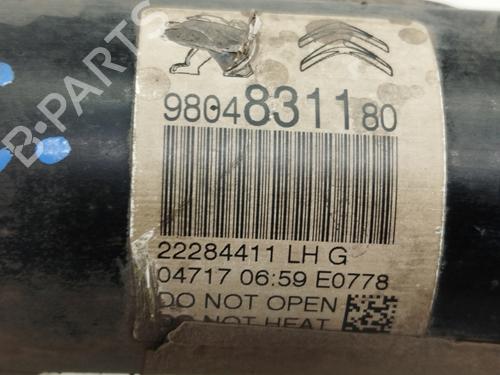 9804831180
22284411 LH G
04717 06:59 E0778
DO NOT OPEN
DO NOT HEAT
B-PARTS